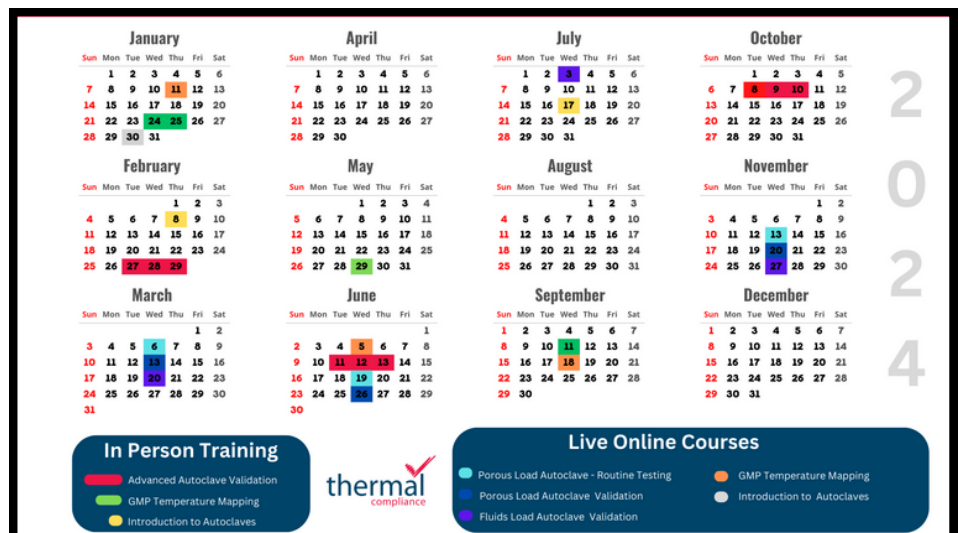 January April July October
Sun Mon Tue Wed Thu Fri Sat Sun Mon Tue Wed Thu Fri Sat Sun Mon Tue Wed Thu Fri Sat Sun Mon Tue Wed Thu Fri Sat
1 2 3 4 5 6 1 2 3 4 5 6 1 2 3 4 5 6 1 2 3 4 5
7 8 9 10 11 12 13 7 8 9 10 11 12 13 7 8 9 10 11 12 13 6 7 8 9 10 11 12
14 15 16 17 18 19 20 14 15 16 17 18 19 20 14 15 16 17 18 19 20 13 14 15 16 17 18 19
21 22 23 24 25 26 27 21 22 23 24 25 26 27 21 22 23 24 25 26 27 20 21 22 23 24 25 26
28 29 30 31 28 29 30 28 29 30 31 27 28 29 30 31
February May August November
Sun Mon Tue Wed Thu Fri Sat Sun Mon Tue Wed Thu Fri Sat Sun Mon Tue Wed Thu Fri Sat Sun Mon Tue Wed Thu Fri Sat
1 2 3 1 2 3 4 1 2 3 1 2
4 5 6 7 8 9 10 5 6 7 8 9 10 11 4 5 6 7 8 9 10 3 4 5 6 7 8 9
11 12 13 14 15 16 17 12 13 14 15 16 17 18 11 12 13 14 15 16 17 10 11 12 13 14 15 16
18 19 20 21 22 23 24 19 20 21 22 23 24 25 18 19 20 21 22 23 24 17 18 19 20 21 22 23
25 26 27 28 29 26 27 28 29 30 31 25 26 27 28 29 30 31 24 25 26 27 28 29 30
March June September December
Sun Mon Tue Wed Thu Fri Sat Sun Mon Tue Wed Thu Fri Sat Sun Mon Tue Wed Thu Fri Sat Sun Mon Tue Wed Thu Fri Sat
1 2 1 1 2 3 4 5 6 7 1 2 3 4 5 6 7
3 4 5 6 7 8 9 2 3 4 5 6 7 8 8 9 10 11 12 13 14 8 9 10 11 12 13 14
10 11 12 13 14 15 16 9 10 11 12 13 14 15 15 16 17 18 19 20 21 15 16 17 18 19 20 21
17 18 19 20 21 22 23 16 17 18 19 20 21 22 22 23 24 25 26 27 28 22 23 24 25 26 27 28
24 25 26 27 28 29 30 23 24 25 26 27 28 29 29 30 29 30 31
31 30
2
0
2
4
In Person Training
Advanced Autoclave Validation
GMP Temperature Mapping
Introduction to Autoclaves
thermal
compliance
Live Online Courses
Porous Load Autoclave - Routine Testing
Porous Load Autoclave Validation
Fluids Load Autoclave Validation
GMP Temperature Mapping
Introduction to Autoclaves